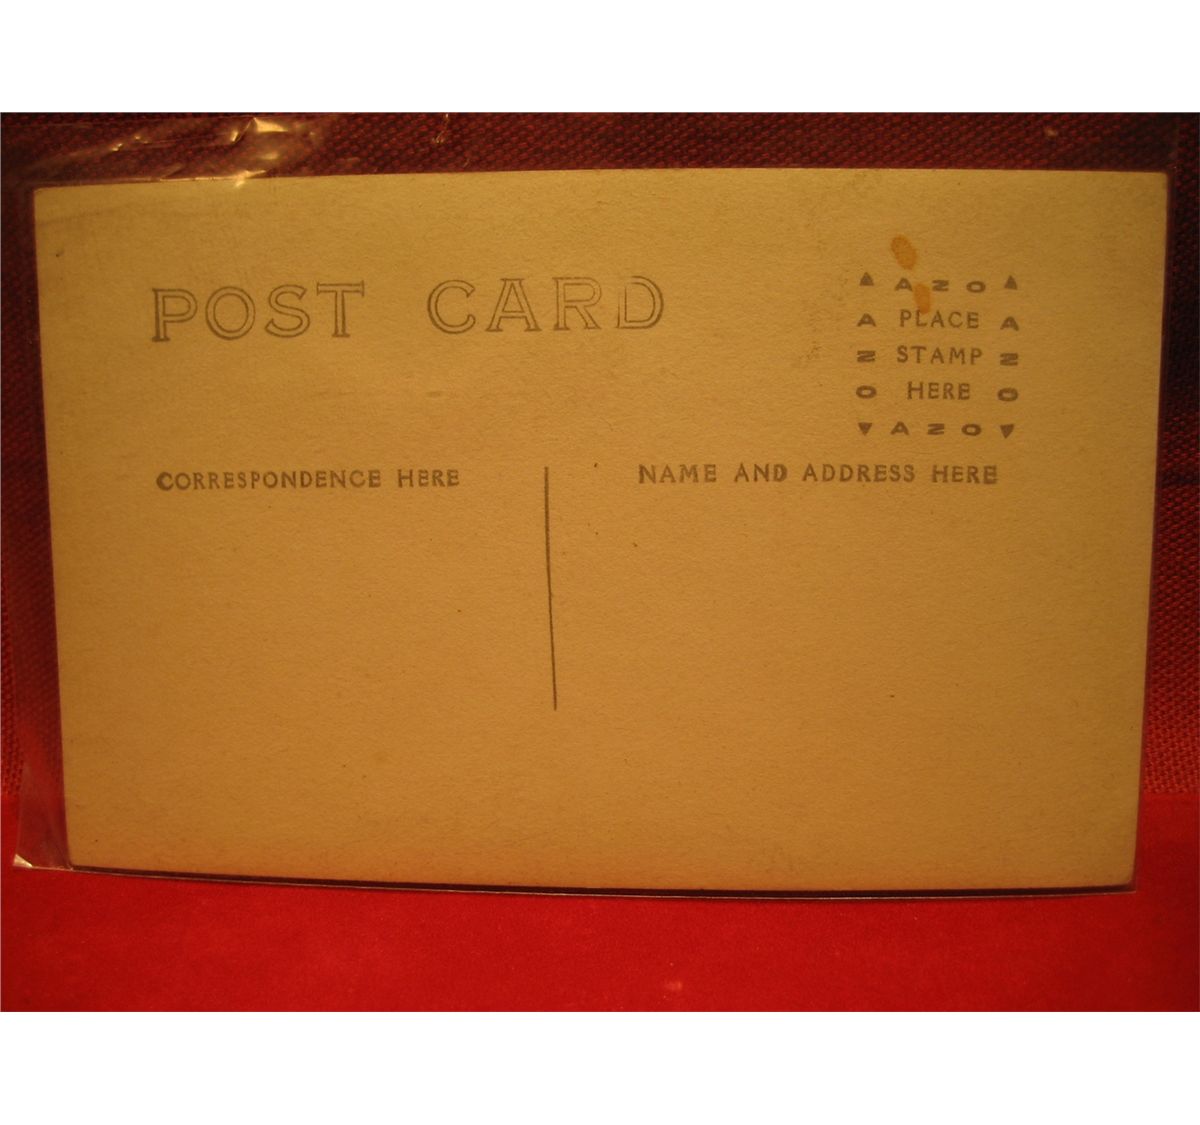 POST CARD
▲ AZO ▲
A PLACE A
Z STAMP Z
O HERE O
▼ AZO ▼
CORRESPONDENCE HERE
NAME AND ADDRESS HERE